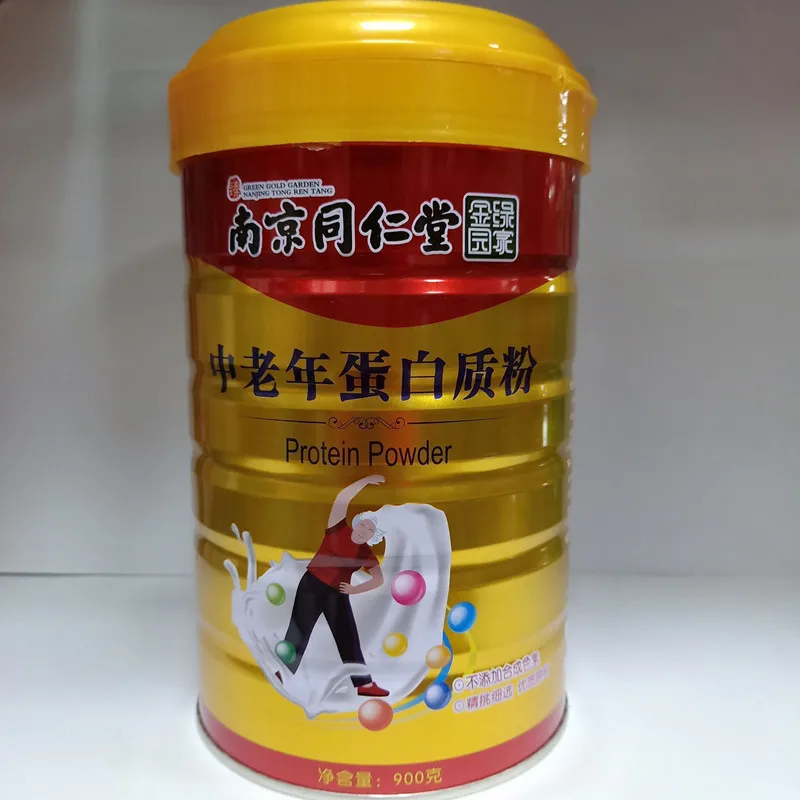 GREEN GOLD GARDEN
NANJING TONG REN TANG
南京同仁堂
绿家金园
中老年蛋白质粉
Protein Powder
不添加合成色素
精挑细选
净含量：900克